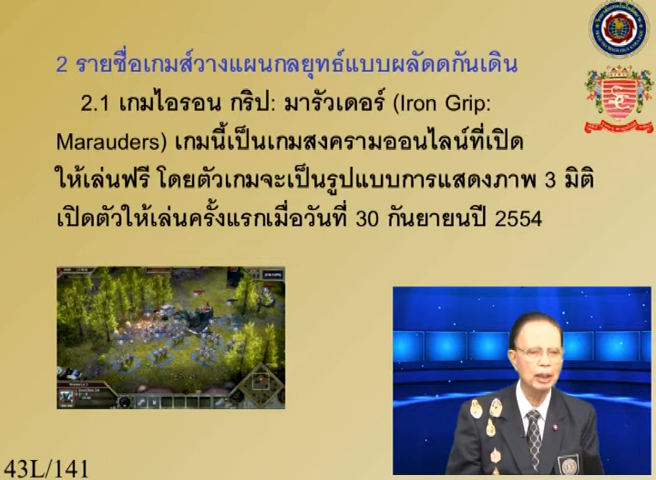 2 รายชื่อเกมส์วางแผนกลยุทธ์แบบผลัดดกันเดิน
2.1 เกมไอรอน กริป: มารัวเดอร์ (Iron Grip:
Marauders) เกมนี้เป็นเกมสงครามออนไลน์ที่เปิด
ให้เล่นฟรี โดยตัวเกมจะเป็นรูปแบบการแสดงภาพ 3 มิติ
เปิดตัวให้เล่นครั้งแรกเมื่อวันที่ 30 กันยายนปี 2554
43L/141